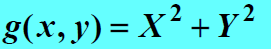 g(x, y) = X² + Y²